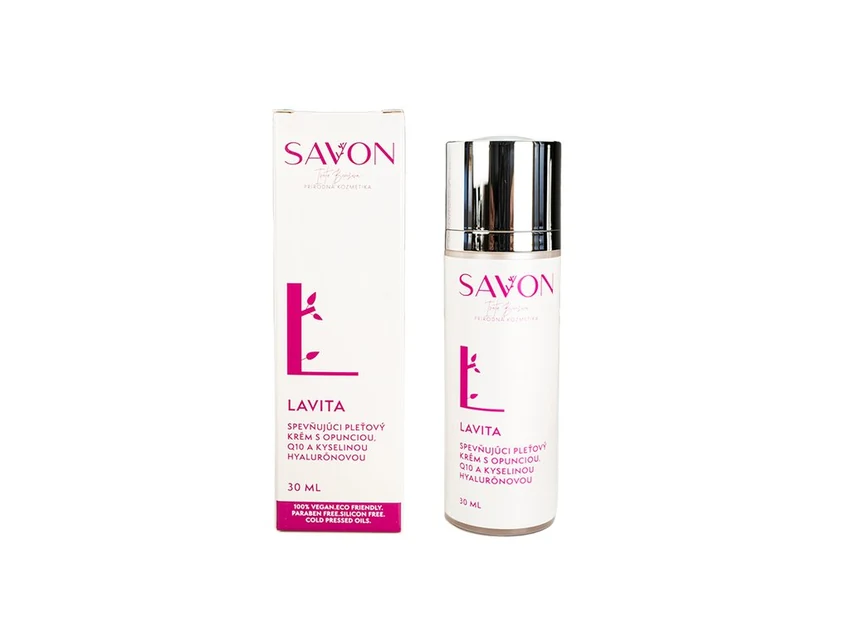 SAVON
PRÍRODNÁ KOZMETIKA
LAVITA
SPEVŇUJÚCI PLEŤOVÝ
KRÉM S OPUNCIOU,
Q10 A KYSELINOU
HYALURÓNOVOU
30 ML
100% VEGAN.ECO FRIENDLY.
PARABEN FREE.SILICON FREE.
COLD PRESSED OILS.
SAVON
PRÍRODNÁ KOZMETIKA
LAVITA
SPEVŇUJÚCI PLEŤOVÝ
KRÉM S OPUNCIOU,
Q10 A KYSELINOU
HYALURÓNOVOU
30 ML